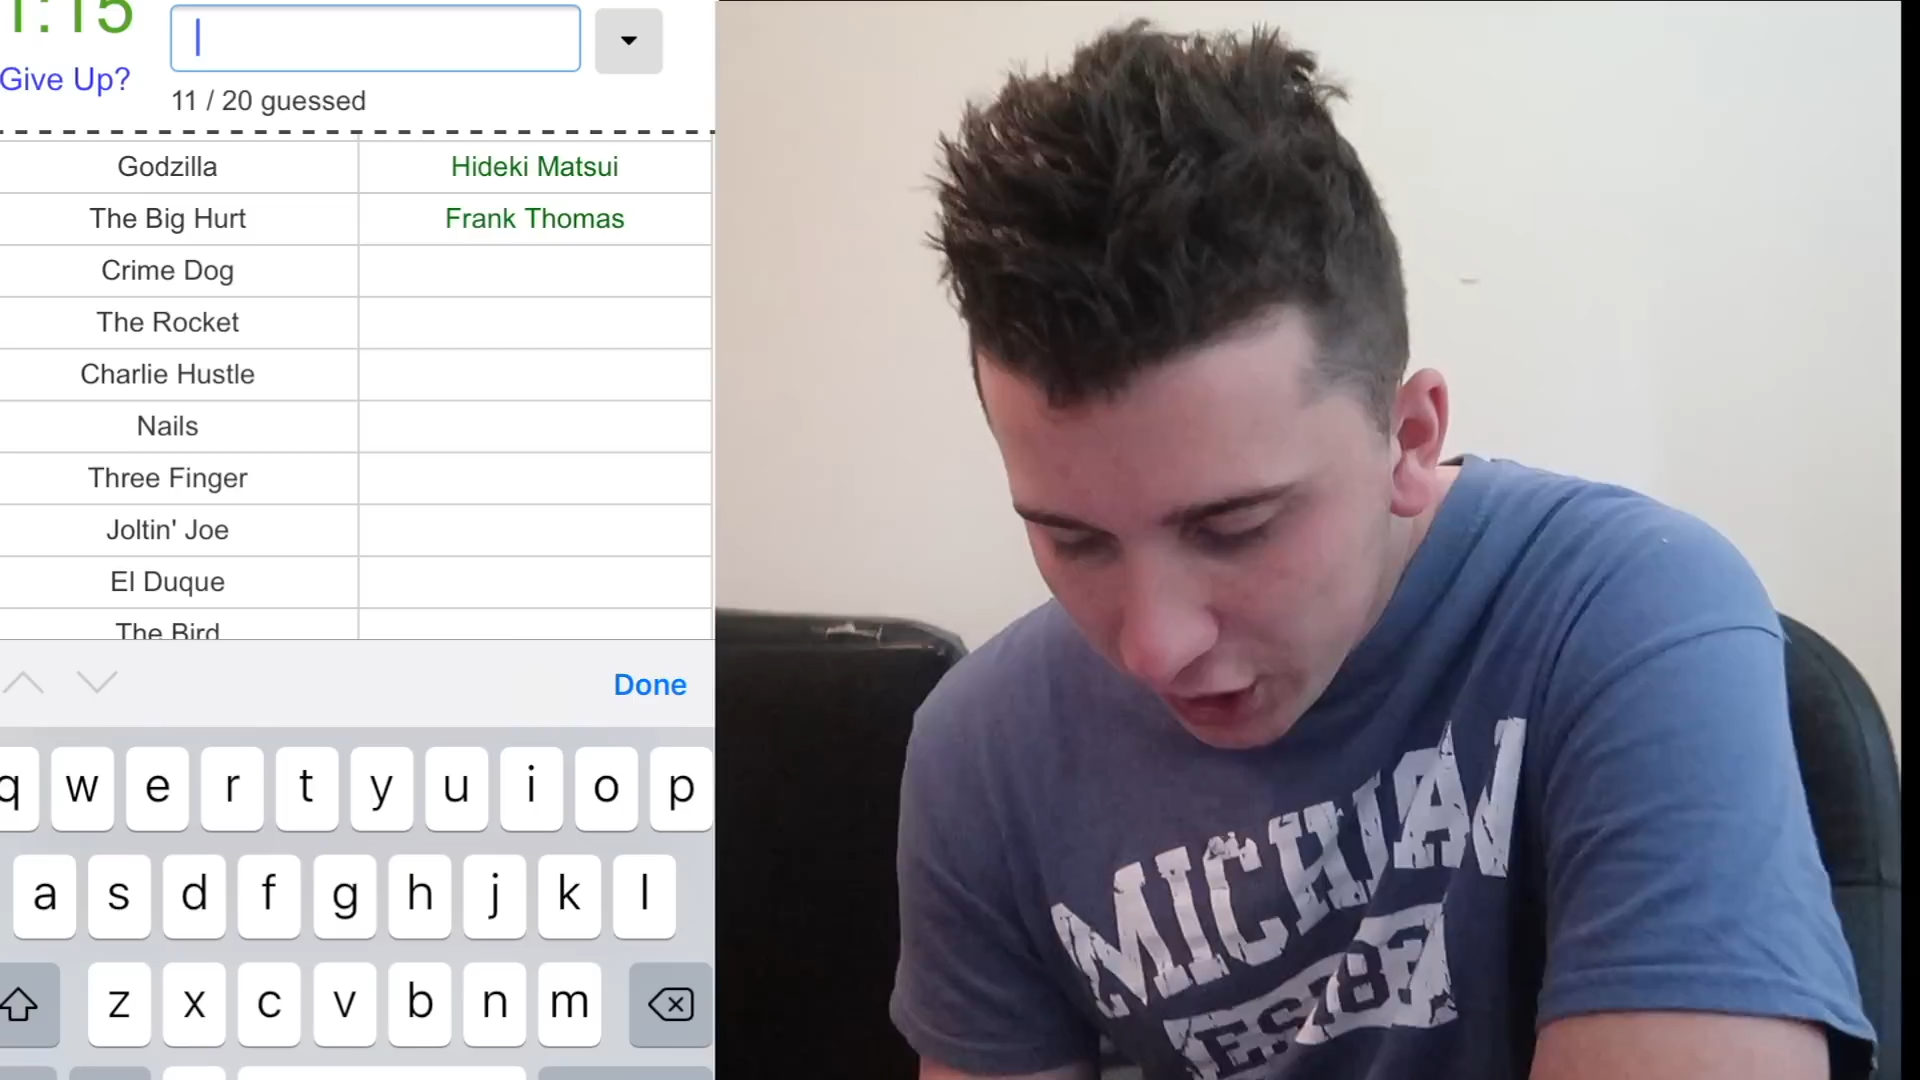 1:15
Give Up?
11 / 20 guessed
Godzilla Hideki Matsui
The Big Hurt Frank Thomas
Crime Dog
The Rocket
Charlie Hustle
Nails
Three Finger
Joltin' Joe
El Duque
The Bird
Done
q w e r t y u i o p
a s d f g h j k l
z x c v b n m